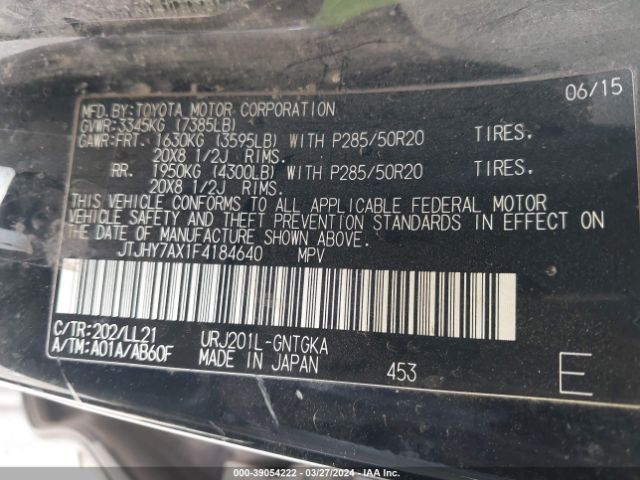 06/15
MFD.BY:TOYOTA MOTOR CORPORATION
GVWR:3345KG (7385LB)
GAWR:FRT. 1630KG (3595LB) WITH P285/50R20 TIRES.
20X8 1/2J RIMS.
RR. 1950KG (4300LB) WITH P285/50R20 TIRES.
20X8 1/2J RIMS.
THIS VEHICLE CONFORMS TO ALL APPLICABLE FEDERAL MOTOR
VEHICLE SAFETY AND THEFT PREVENTION STANDARDS IN EFFECT ON
THE DATE OF MANUFACTURE SHOWN ABOVE.
JTJHY7AX1F4184640 MPV
C/TR:202/LL21 URJ201L-GNTGKA
A/TM:A01A/AB60F MADE IN JAPAN 453 E
000-39054222 — 03/27/2024 — IAA Inc.